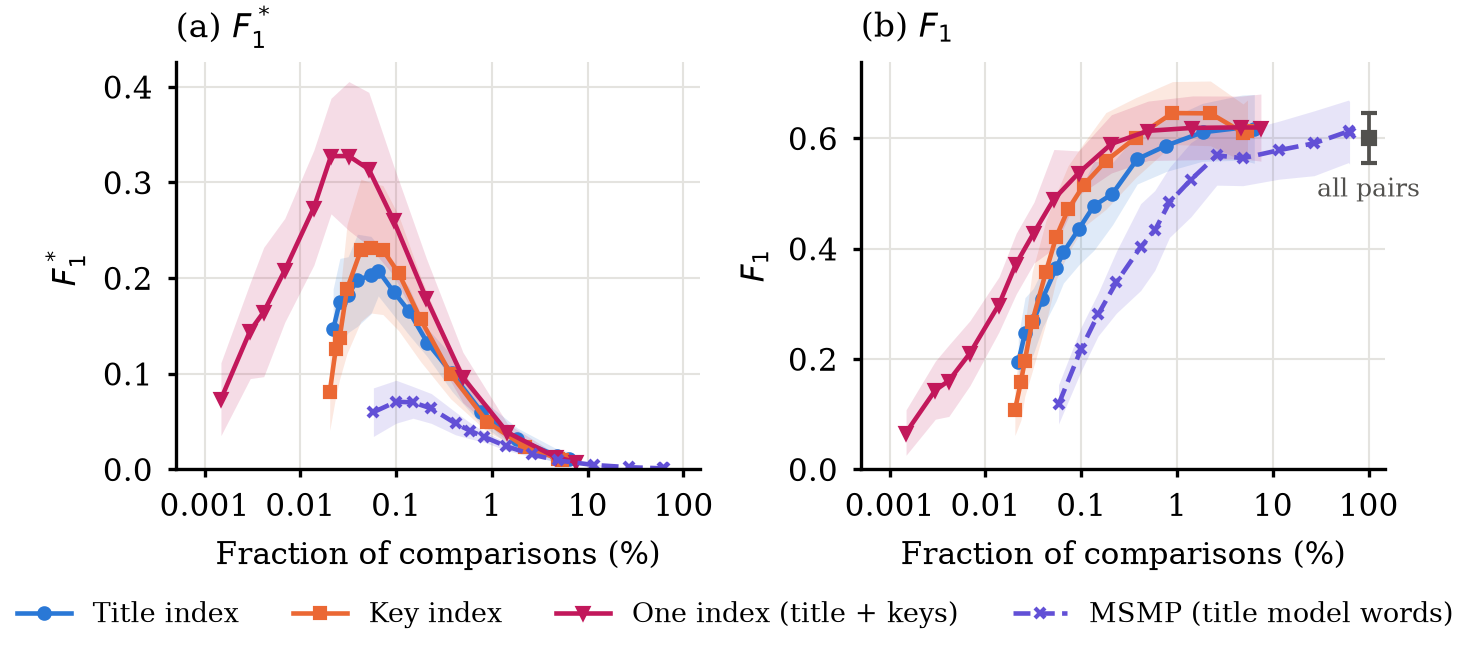 (a) F₁*
(b) F₁
0.4
0.3
0.2
0.1
0.0
F₁*
0.001 0.01 0.1 1 10 100
Fraction of comparisons (%)
0.6
0.4
0.2
0.0
F₁
all pairs
0.001 0.01 0.1 1 10 100
Fraction of comparisons (%)
Title index Key index One index (title + keys) MSMP (title model words)